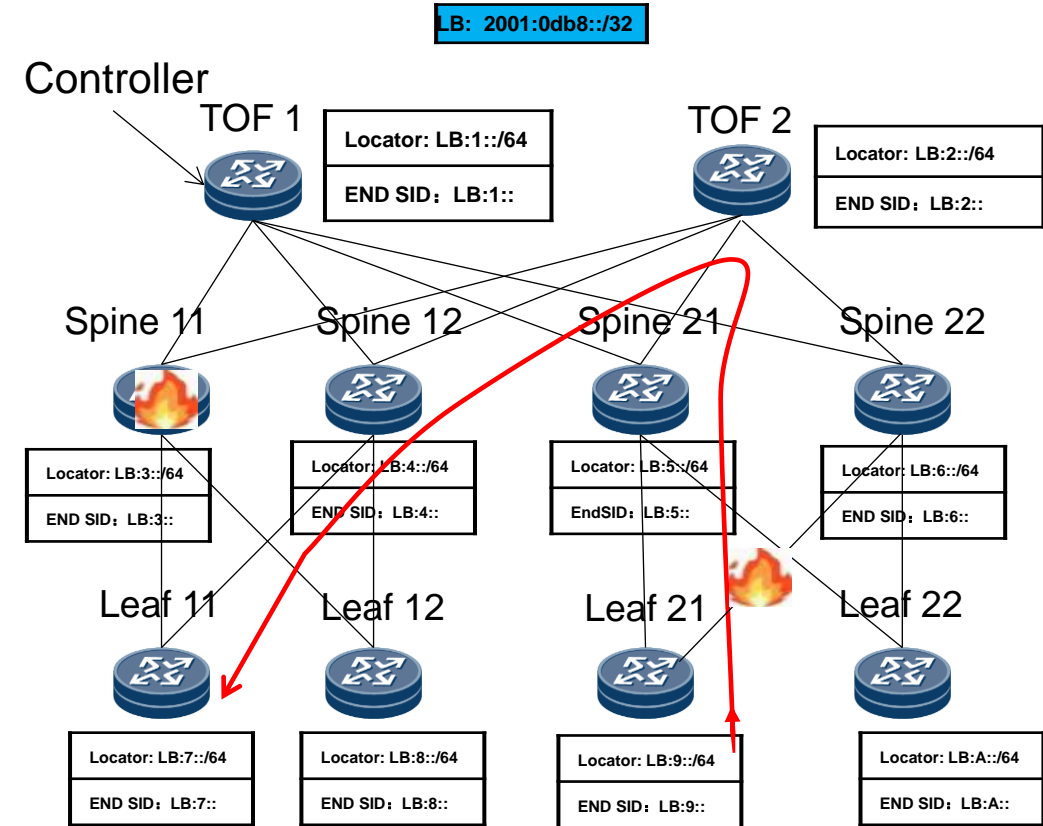 LB: 2001:0db8::/32
Controller
TOF 1
TOF 2
Locator: LB:1::/64
END SID：LB:1::
Locator: LB:2::/64
END SID：LB:2::
Spine 11
Spine 12
Spine 21
Spine 22
Locator: LB:3::/64
END SID：LB:3::
Locator: LB:4::/64
END SID：LB:4::
Locator: LB:5::/64
EndSID：LB:5::
Locator: LB:6::/64
END SID：LB:6::
Leaf 11
Leaf 12
Leaf 21
Leaf 22
Locator: LB:7::/64
END SID：LB:7::
Locator: LB:8::/64
END SID：LB:8::
Locator: LB:9::/64
END SID：LB:9::
Locator: LB:A::/64
END SID：LB:A::